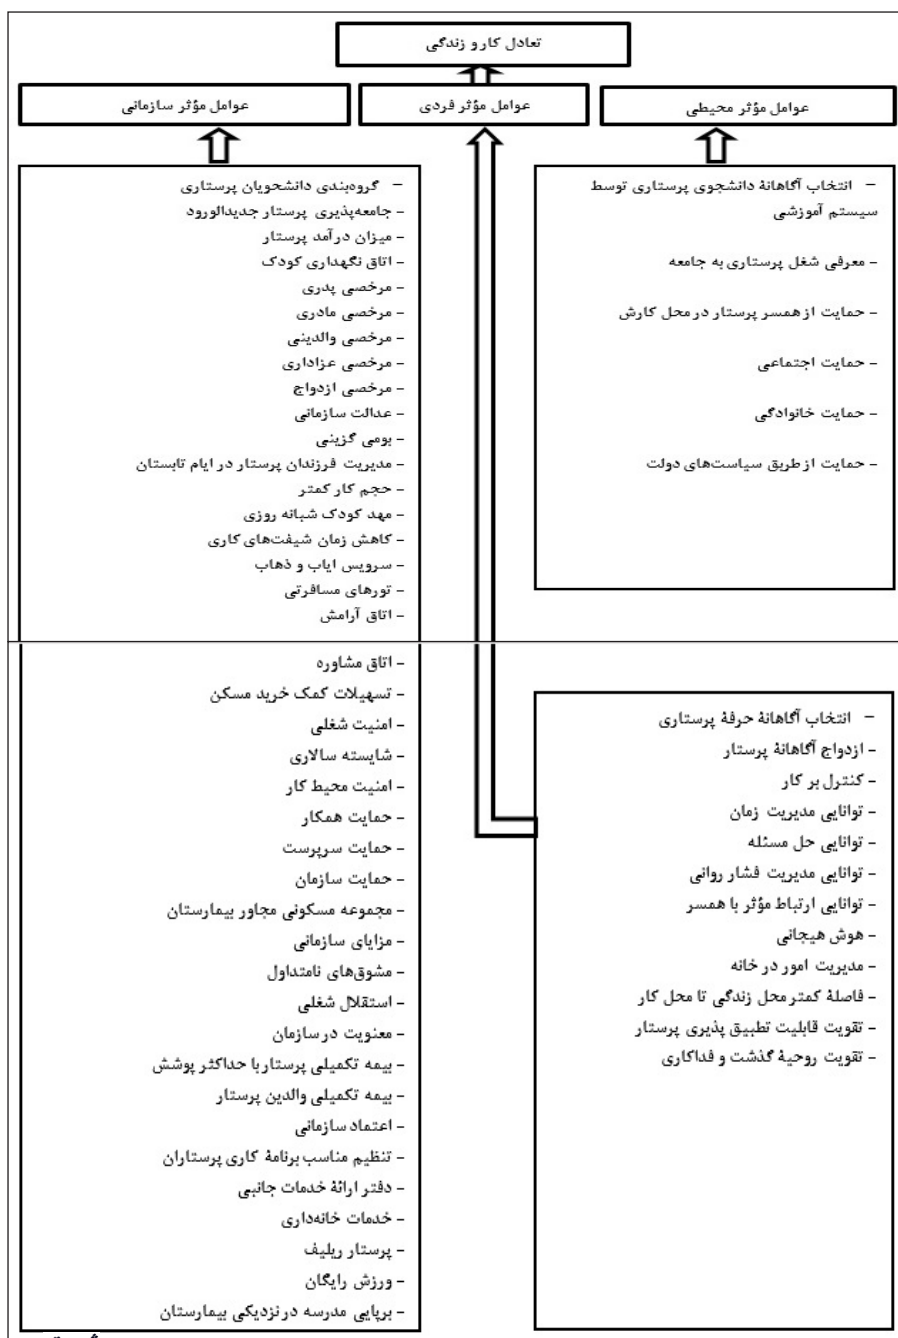 تعادل کار و زندگی
عوامل مؤثر محیطی
عوامل مؤثر فردی
عوامل مؤثر سازمانی
– انتخاب آگاهانۀ دانشجوی پرستاری توسط
سیستم آموزشی
- معرفی شغل پرستاری به جامعه
- حمایت از همسر پرستار در محل کارش
- حمایت اجتماعی
- حمایت خانوادگی
- حمایت از طریق سیاست‌های دولت
– گروه‌بندی دانشجویان پرستاری
- جامعه‌پذیری پرستار جدیدالورود
- میزان درآمد پرستار
- اتاق نگهداری کودک
- مرخصی پدری
- مرخصی مادری
- مرخصی والدینی
- مرخصی عزاداری
- مرخصی ازدواج
- عدالت سازمانی
- بومی گزینی
- مدیریت فرزندان پرستار در ایام تابستان
- حجم کار کمتر
- مهد کودک شبانه روزی
- کاهش زمان شیفت‌های کاری
- سرویس ایاب و ذهاب
- تورهای مسافرتی
- اتاق آرامش
– انتخاب آگاهانۀ حرفۀ پرستاری
- ازدواج آگاهانۀ پرستار
- کنترل بر کار
- توانایی مدیریت زمان
- توانایی حل مسئله
- توانایی مدیریت فشار روانی
- توانایی ارتباط مؤثر با همسر
- هوش هیجانی
- مدیریت امور در خانه
- فاصلۀ کمتر محل زندگی تا محل کار
- تقویت قابلیت تطبیق پذیری پرستار
- تقویت روحیۀ گذشت و فداکاری
- اتاق مشاوره
- تسهیلات کمک خرید مسکن
- امنیت شغلی
- شایسته سالاری
- امنیت محیط کار
- حمایت همکار
- حمایت سرپرست
- حمایت سازمان
- مجموعه مسکونی مجاور بیمارستان
- مزایای سازمانی
- مشوق‌های نامتداول
- استقلال شغلی
- معنویت در سازمان
- بیمه تکمیلی پرستار با حداکثر پوشش
- بیمه تکمیلی والدین پرستار
- اعتماد سازمانی
- تنظیم مناسب برنامۀ کاری پرستاران
- دفتر ارائۀ خدمات جانبی
- خدمات خانه‌داری
- پرستار ریلیف
- ورزش رایگان
- برپایی مدرسه در نزدیکی بیمارستان